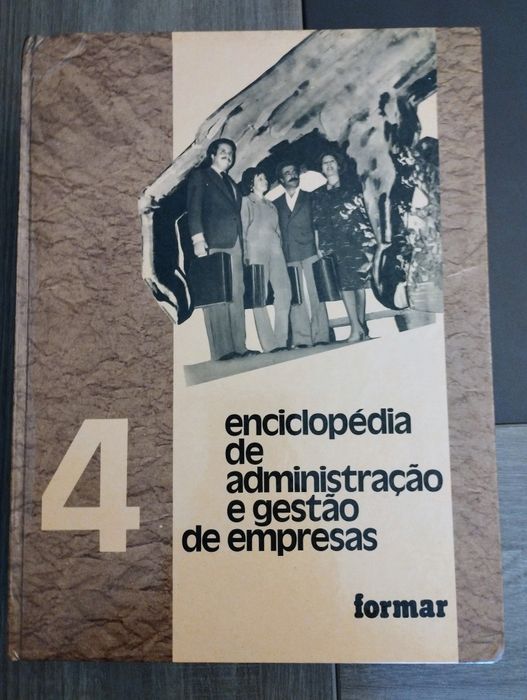 4
enciclopédia
de
administração
e gestão
de empresas
formar